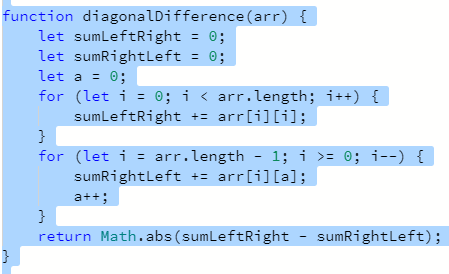 function diagonalDifference(arr) {
    let sumLeftRight = 0;
    let sumRightLeft = 0;
    let a = 0;
    for (let i = 0; i < arr.length; i++) {
        sumLeftRight += arr[i][i];
    }
    for (let i = arr.length - 1; i >= 0; i--) {
        sumRightLeft += arr[i][a];
        a++;
    }
    return Math.abs(sumLeftRight - sumRightLeft);
}